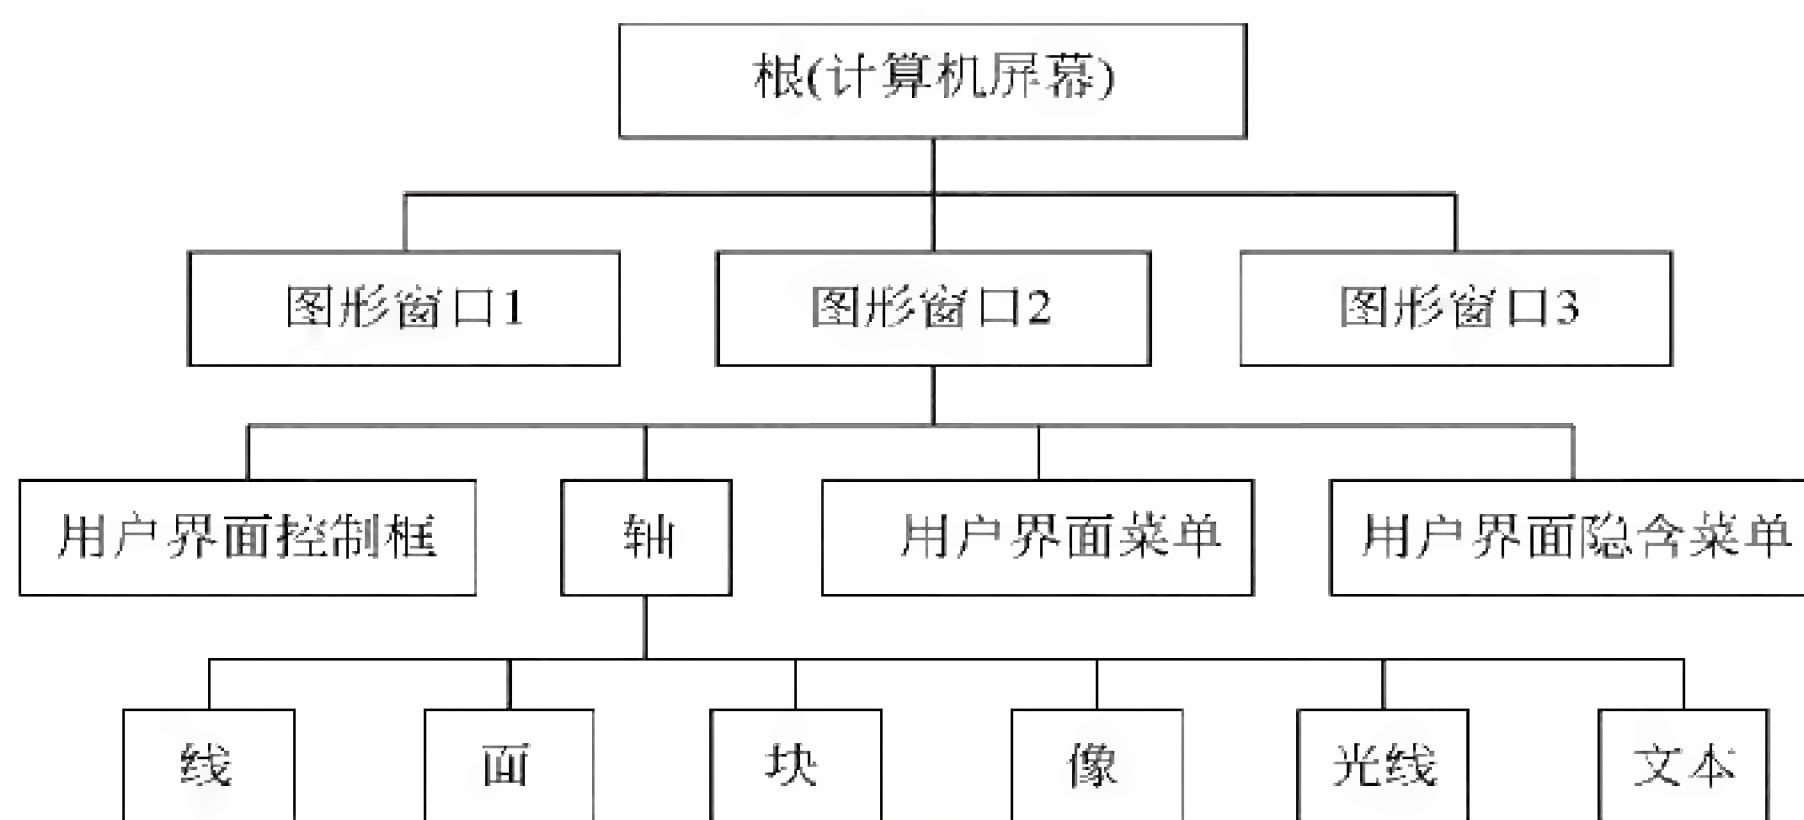 根(计算机屏幕)
图形窗口1
图形窗口2
图形窗口3
用户界面控制框
轴
用户界面菜单
用户界面隐含菜单
线
面
块
像
光线
文本